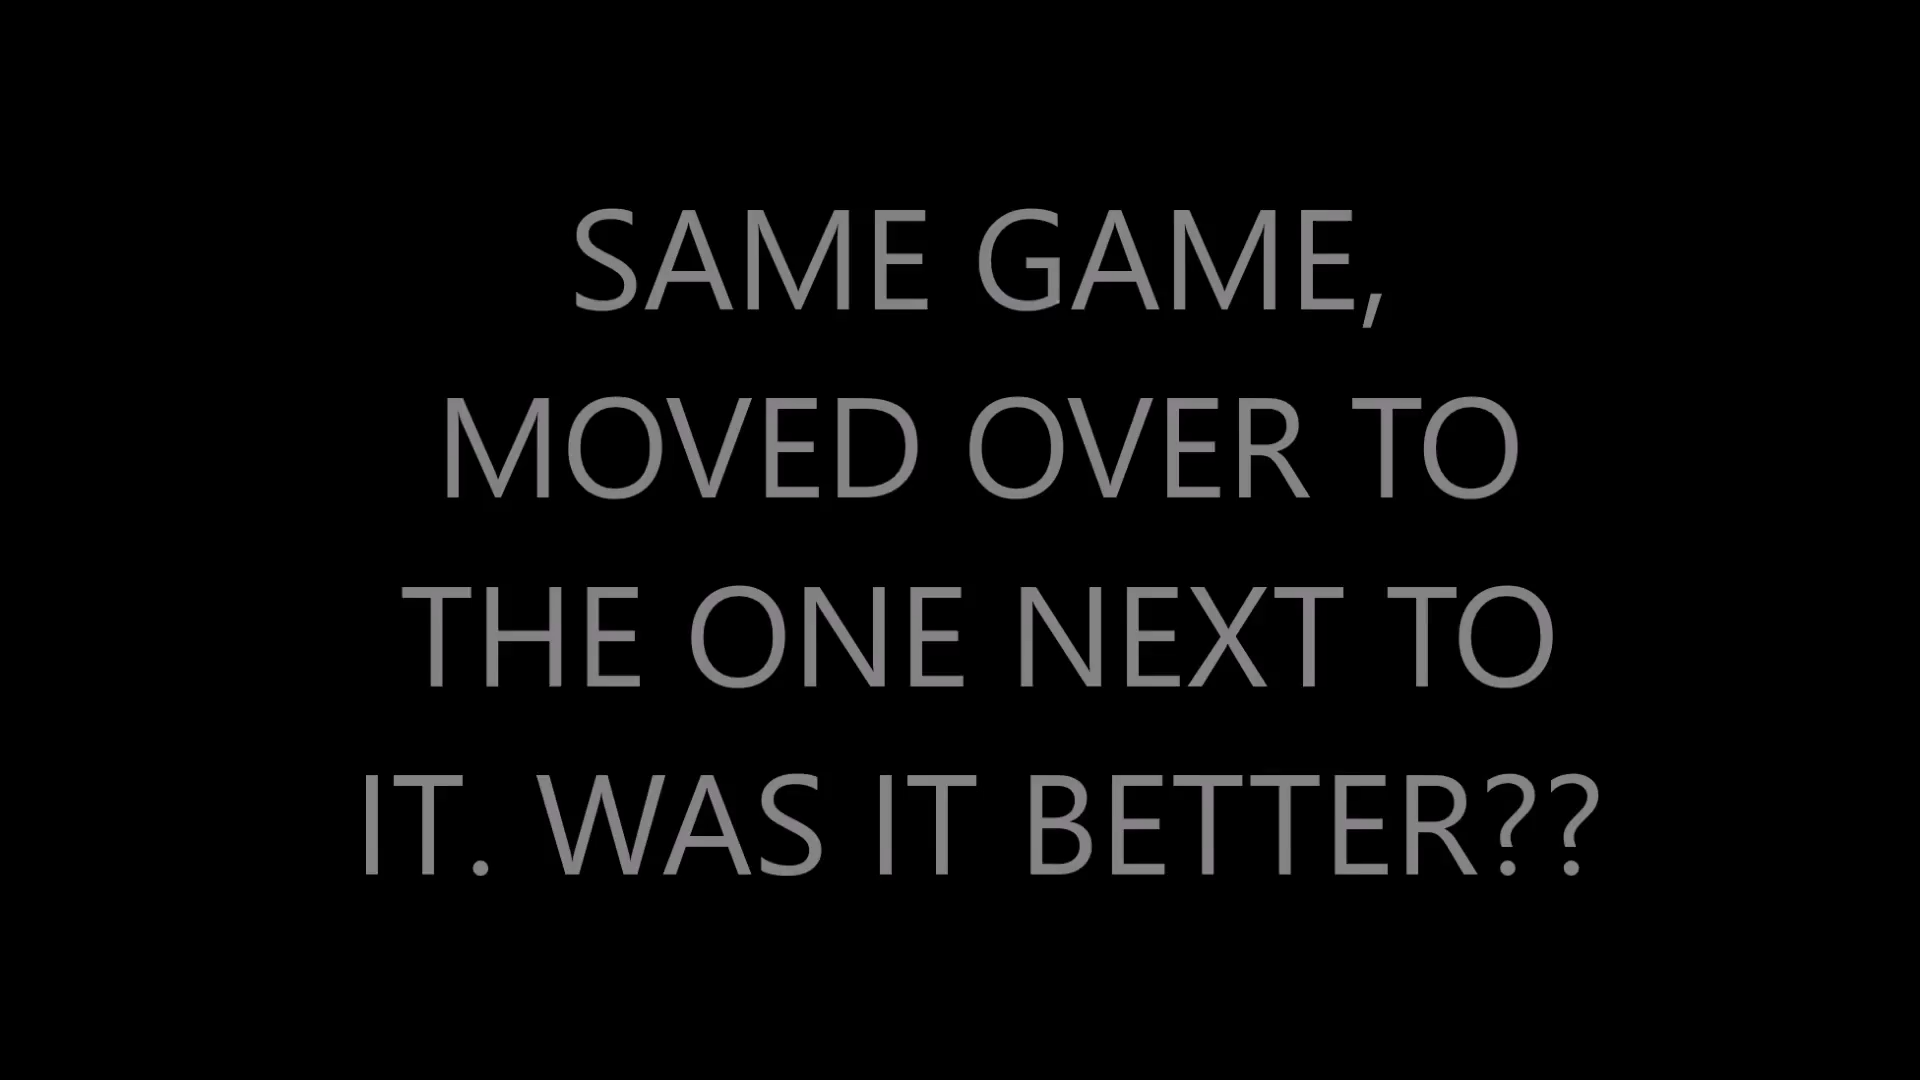 SAME GAME,
MOVED OVER TO
THE ONE NEXT TO
IT. WAS IT BETTER??